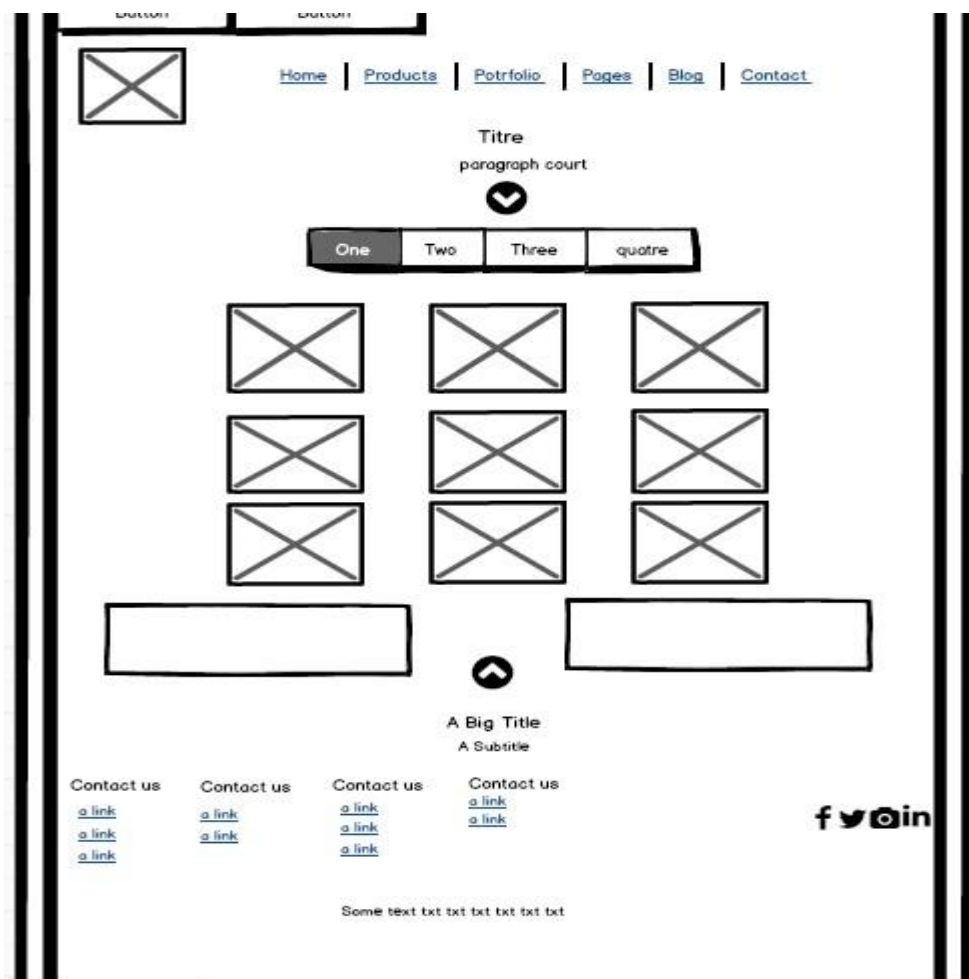 Button Button
Home Products Potrfolio Pages Blog Contact
Titre
paragraph court
One Two Three quatre
A Big Title
A Subtitle
Contact us Contact us Contact us Contact us
a link a link a link a link
a link a link a link a link
a link a link
Some text txt txt txt txt txt txt txt